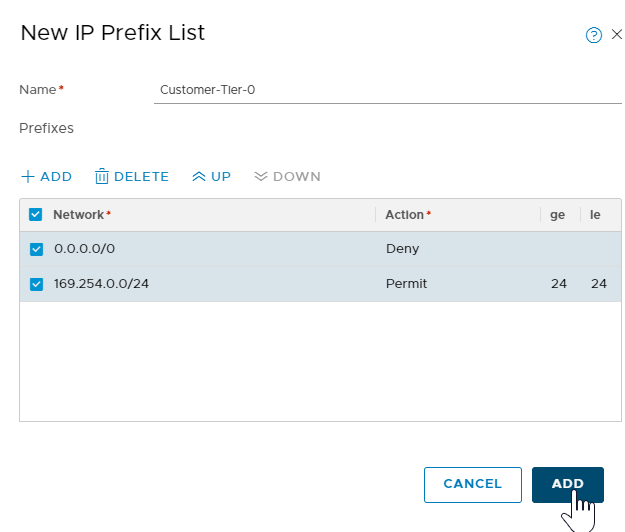 New IP Prefix List
Name* Customer-Tier-0
Prefixes
ADD DELETE UP DOWN
Network* Action* ge le
0.0.0.0/0 Deny
169.254.0.0/24 Permit 24 24
CANCEL ADD